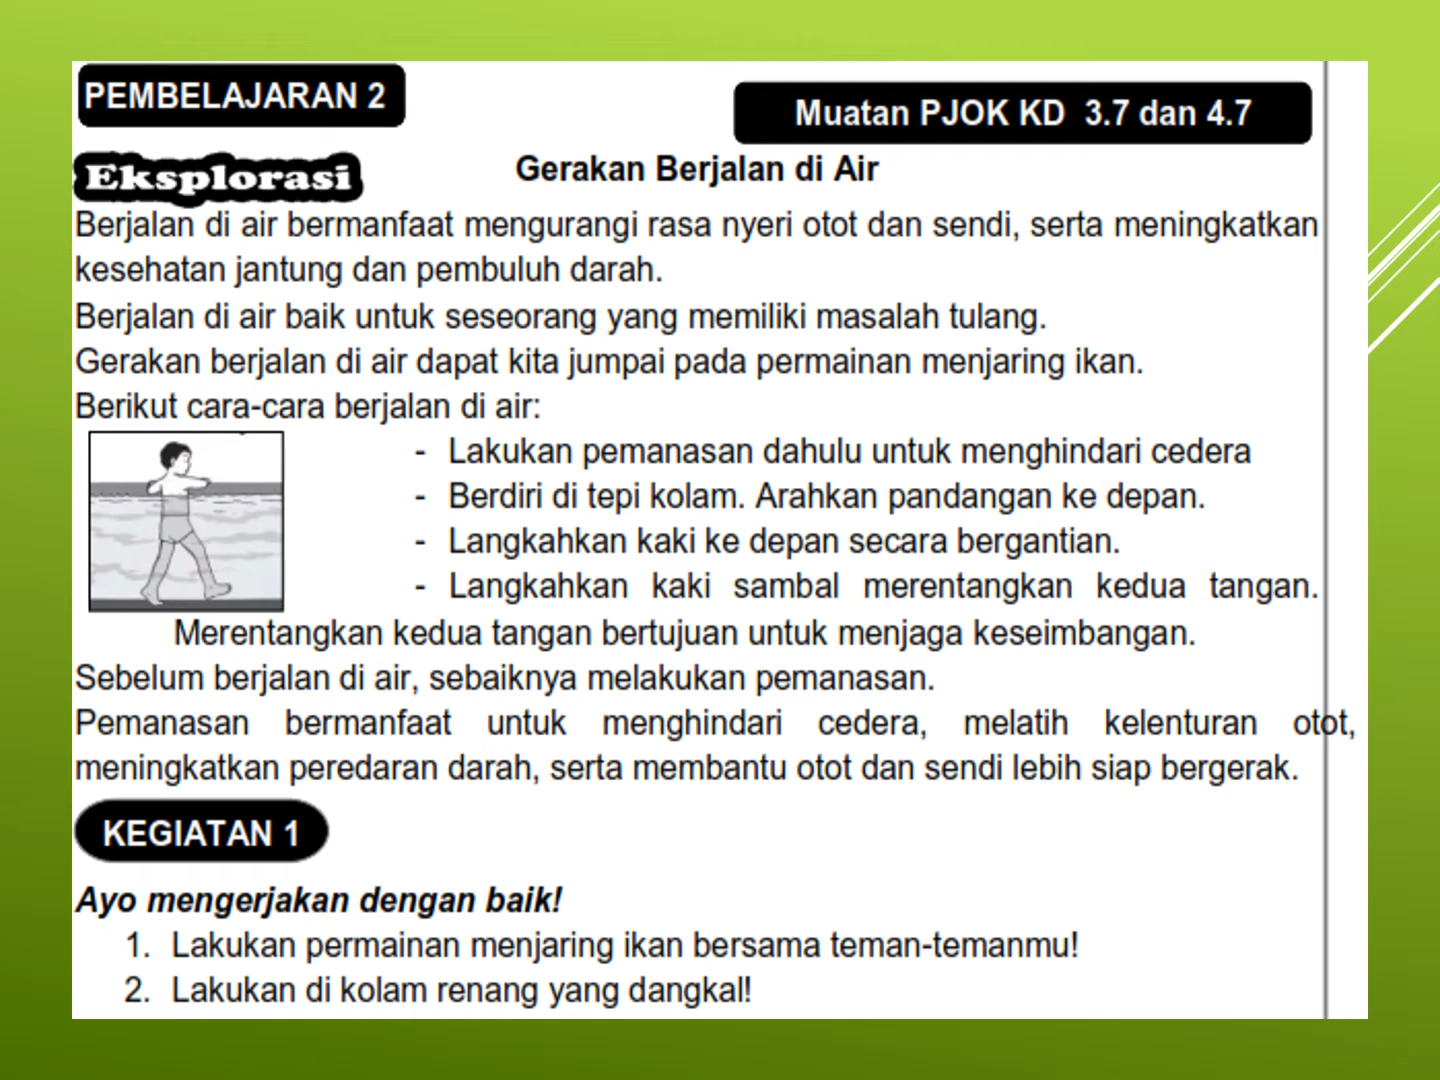 PEMBELAJARAN 2
Muatan PJOK KD 3.7 dan 4.7
Eksplorasi
Gerakan Berjalan di Air
Berjalan di air bermanfaat mengurangi rasa nyeri otot dan sendi, serta meningkatkan
kesehatan jantung dan pembuluh darah.
Berjalan di air baik untuk seseorang yang memiliki masalah tulang.
Gerakan berjalan di air dapat kita jumpai pada permainan menjaring ikan.
Berikut cara-cara berjalan di air:
- Lakukan pemanasan dahulu untuk menghindari cedera
- Berdiri di tepi kolam. Arahkan pandangan ke depan.
- Langkahkan kaki ke depan secara bergantian.
- Langkahkan kaki sambal merentangkan kedua tangan.
Merentangkan kedua tangan bertujuan untuk menjaga keseimbangan.
Sebelum berjalan di air, sebaiknya melakukan pemanasan.
Pemanasan bermanfaat untuk menghindari cedera, melatih kelenturan otot,
meningkatkan peredaran darah, serta membantu otot dan sendi lebih siap bergerak.
KEGIATAN 1
Ayo mengerjakan dengan baik!
1. Lakukan permainan menjaring ikan bersama teman-temanmu!
2. Lakukan di kolam renang yang dangkal!